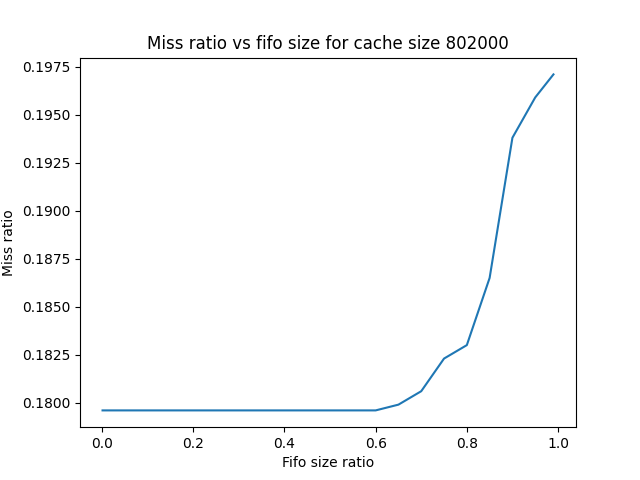 Miss ratio vs fifo size for cache size 802000
0.1975
0.1950
0.1925
0.1900
0.1875
0.1850
0.1825
0.1800
Miss ratio
0.0 0.2 0.4 0.6 0.8 1.0
Fifo size ratio